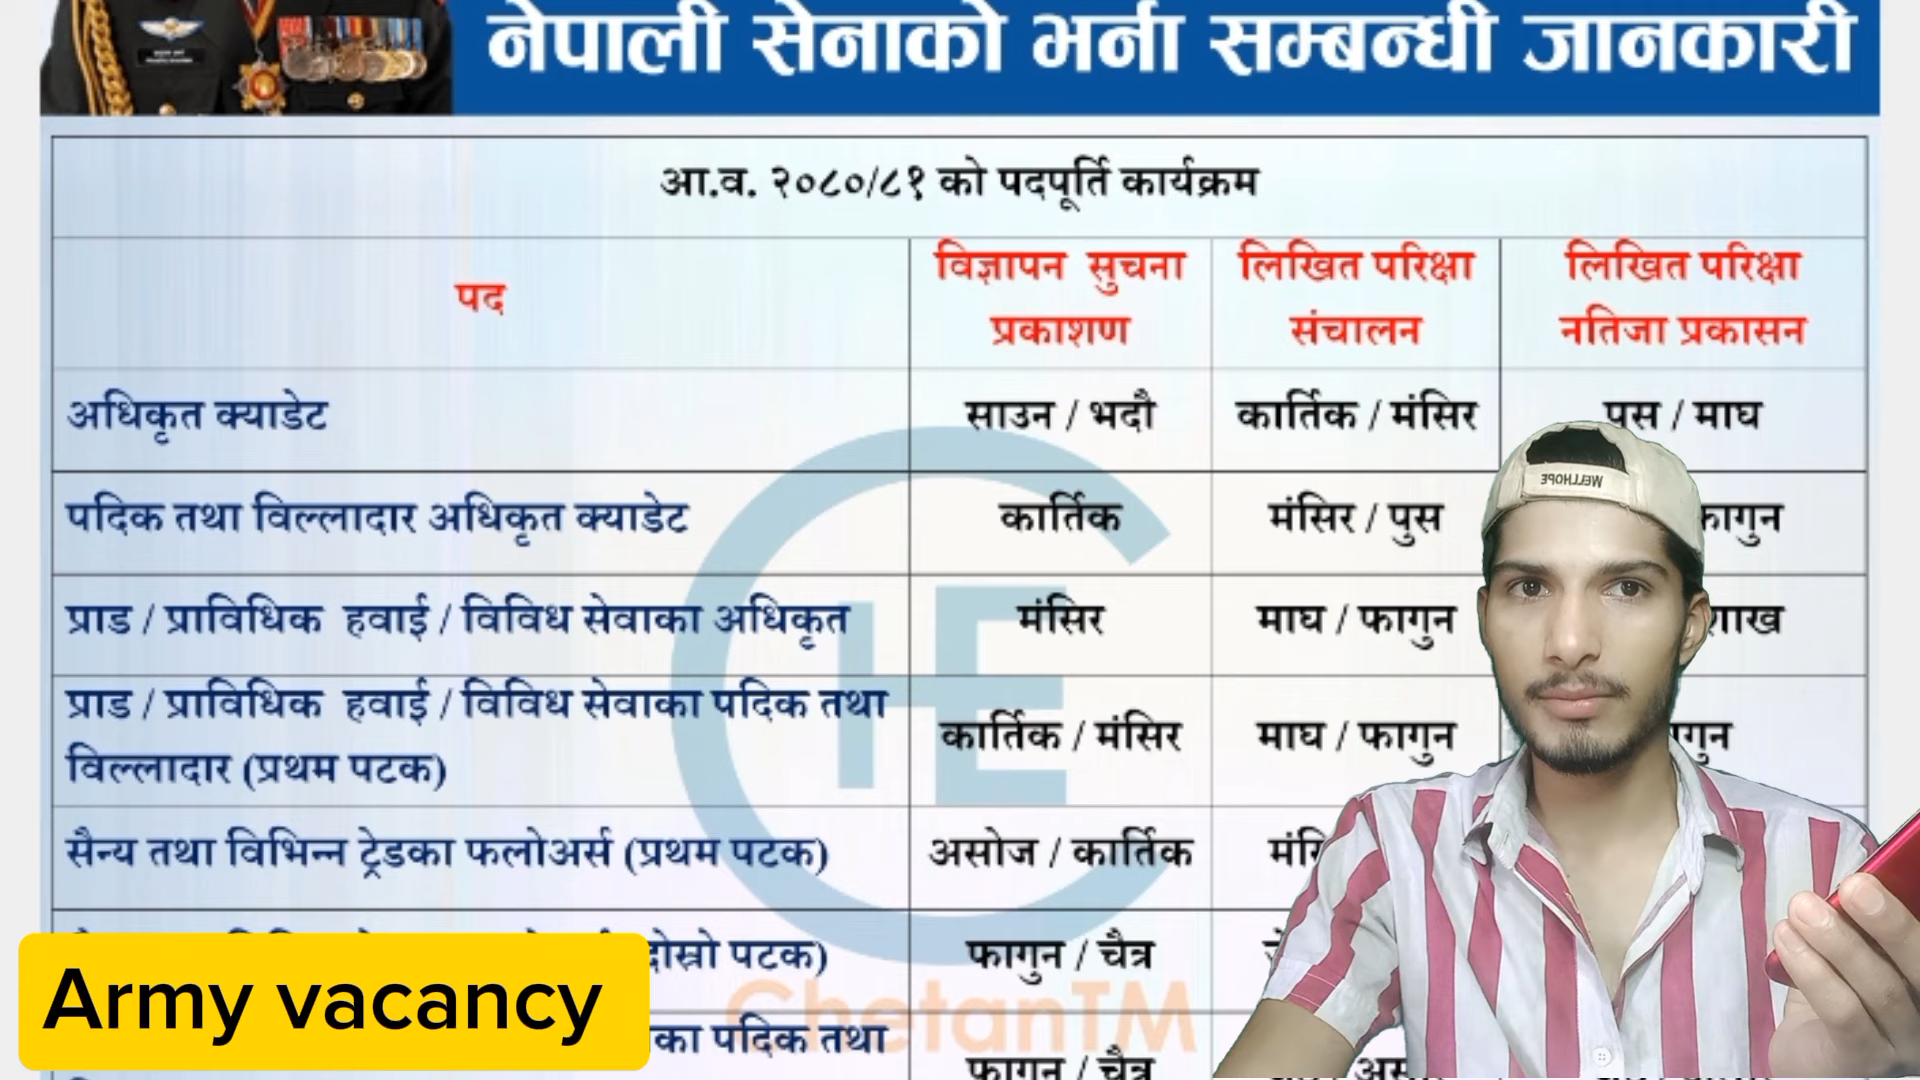 नेपाली सेनाको भर्ना सम्बन्धी जानकारी
आ.व. २०८०/८१ को पदपूर्ति कार्यक्रम
पद
विज्ञापन सुचना
प्रकाशण
लिखित परिक्षा
संचालन
लिखित परिक्षा
नतिजा प्रकासन
अधिकृत क्याडेट
साउन / भदौ
कार्तिक / मंसिर
पुस / माघ
पदिक तथा विल्लादार अधिकृत क्याडेट
कार्तिक
मंसिर / पुस
प्राड / प्राविधिक हवाई / विविध सेवाका अधिकृत
मंसिर
माघ / फागुन
प्राड / प्राविधिक हवाई / विविध सेवाका पदिक तथा
विल्लादार (प्रथम पटक)
कार्तिक / मंसिर
माघ / फागुन
सैन्य तथा विभिन्न ट्रेडका फलोअर्स (प्रथम पटक)
असोज / कार्तिक
दोस्रो पटक)
फागुन / चैत्र
का पदिक तथा
फागुन / चैत्र
Army vacancy
ChetanTM
WELLHOPE